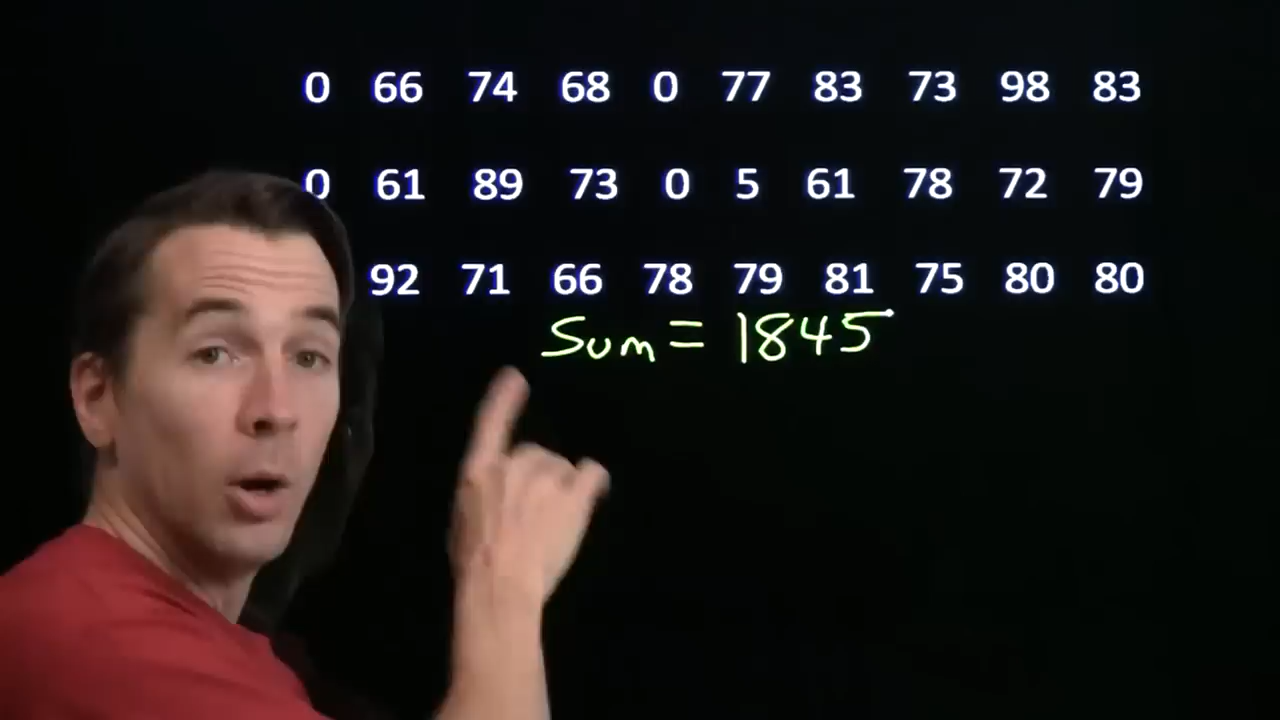 0 66 74 68 0 77 83 73 98 83
0 61 89 73 0 5 61 78 72 79
92 71 66 78 79 81 75 80 80
Sum = 1845